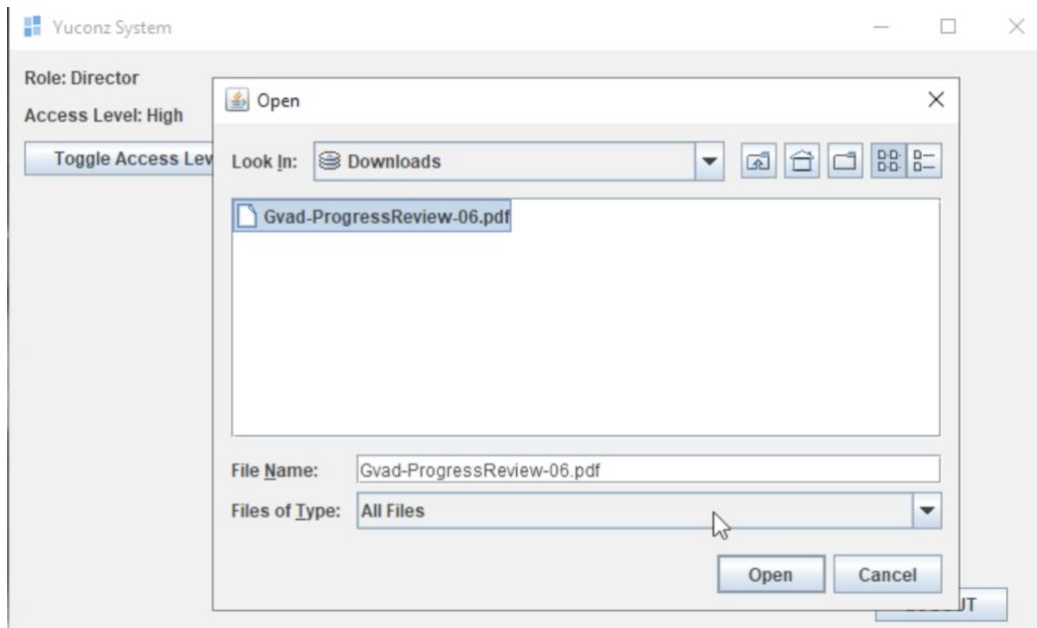 Yuconz System
Role: Director
Access Level: High
Toggle Access Lev
Open
Look In: Downloads
Gvad-ProgressReview-06.pdf
File Name: Gvad-ProgressReview-06.pdf
Files of Type: All Files
Open Cancel